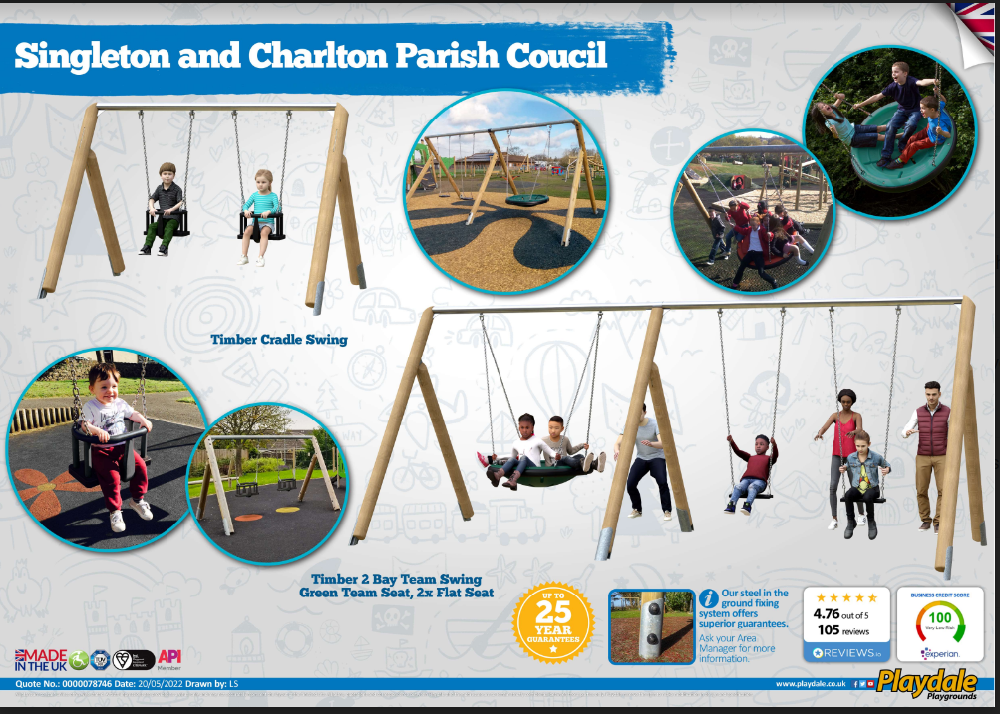 Singleton and Charlton Parish Coucil
Timber Cradle Swing
WAY
Timber 2 Bay Team Swing
Green Team Seat, 2x Flat Seat
UP TO
25
YEAR
GUARANTEES
i
Our steel in the
ground fixing
system offers
superior guarantees.
Ask your Area
Manager for more
information.
4.76 out of 5
105 reviews
REVIEWS.io
BUSINESS CREDIT SCORE
100
Very Low Risk
experian.
MADE
IN THE UK
API
Member
Quote No.: 0000078746 Date: 20/05/2022 Drawn by: LS
www.playdale.co.uk
Playdale
Playgrounds